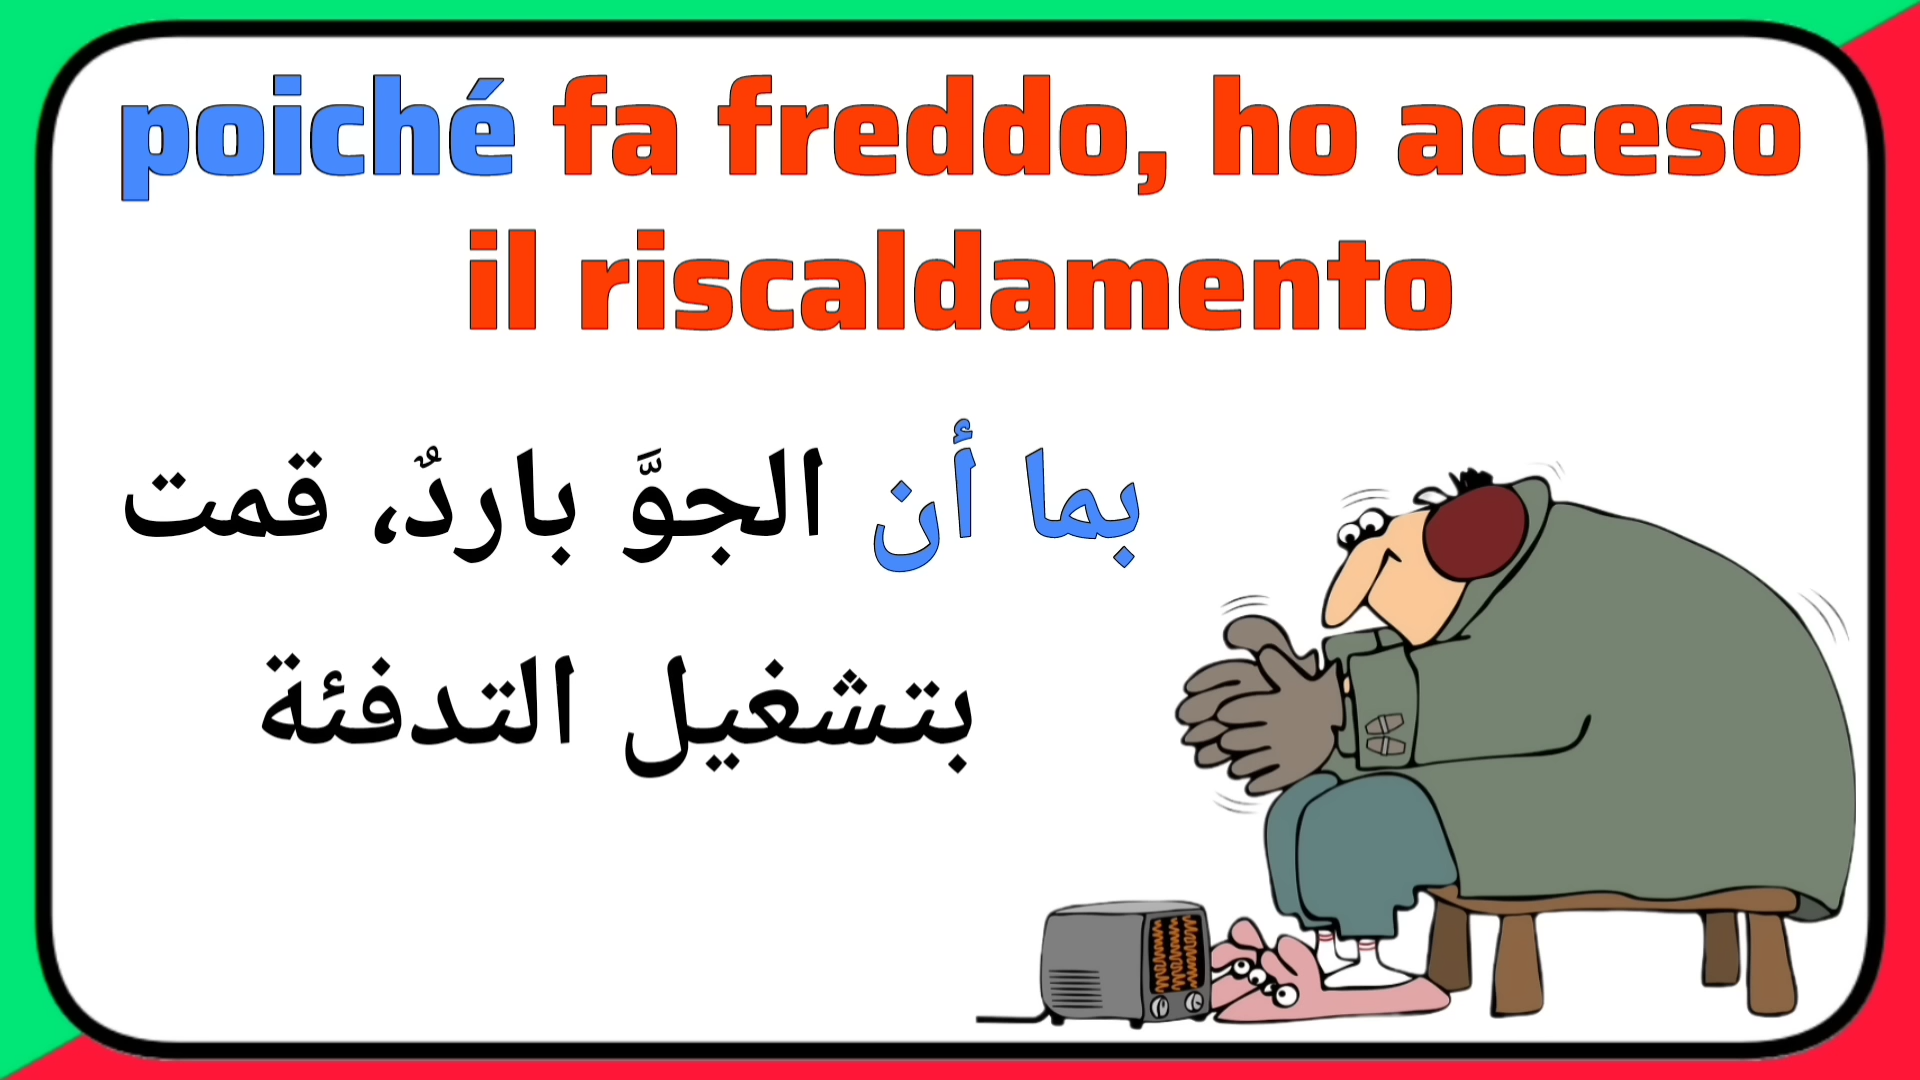 poiché fa freddo, ho acceso
il riscaldamento
بما أن الجوَّ باردٌ، قمت
بتشغيل التدفئة